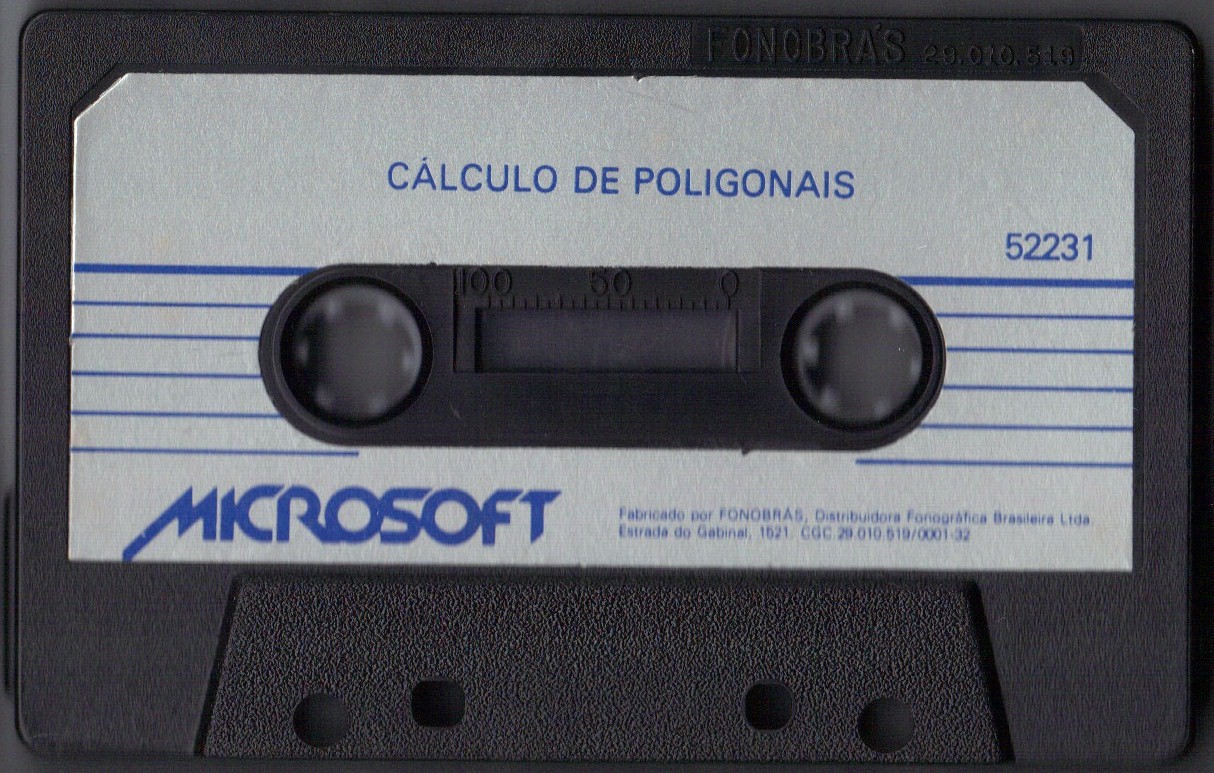 FONOBRÁS 29.010.519
CÁLCULO DE POLIGONAIS
52231
100 50 0
MICROSOFT
Fabricado por FONOBRÁS, Distribuidora Fonográfica Brasileira Ltda.
Estrada do Gabinal, 1521. CGC 29.010.519/0001-32